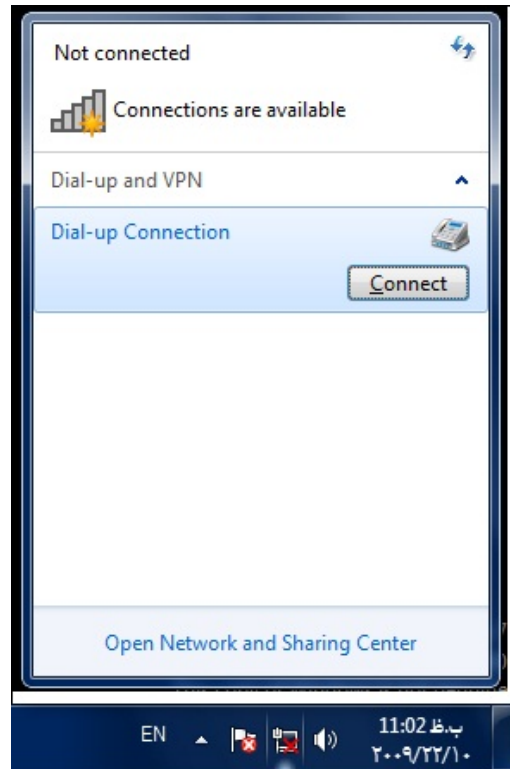 Not connected
Connections are available
Dial-up and VPN
Dial-up Connection
Connect
Open Network and Sharing Center
EN
11:02 ب.ظ
۲۰۰۹/۲۲/۱۰